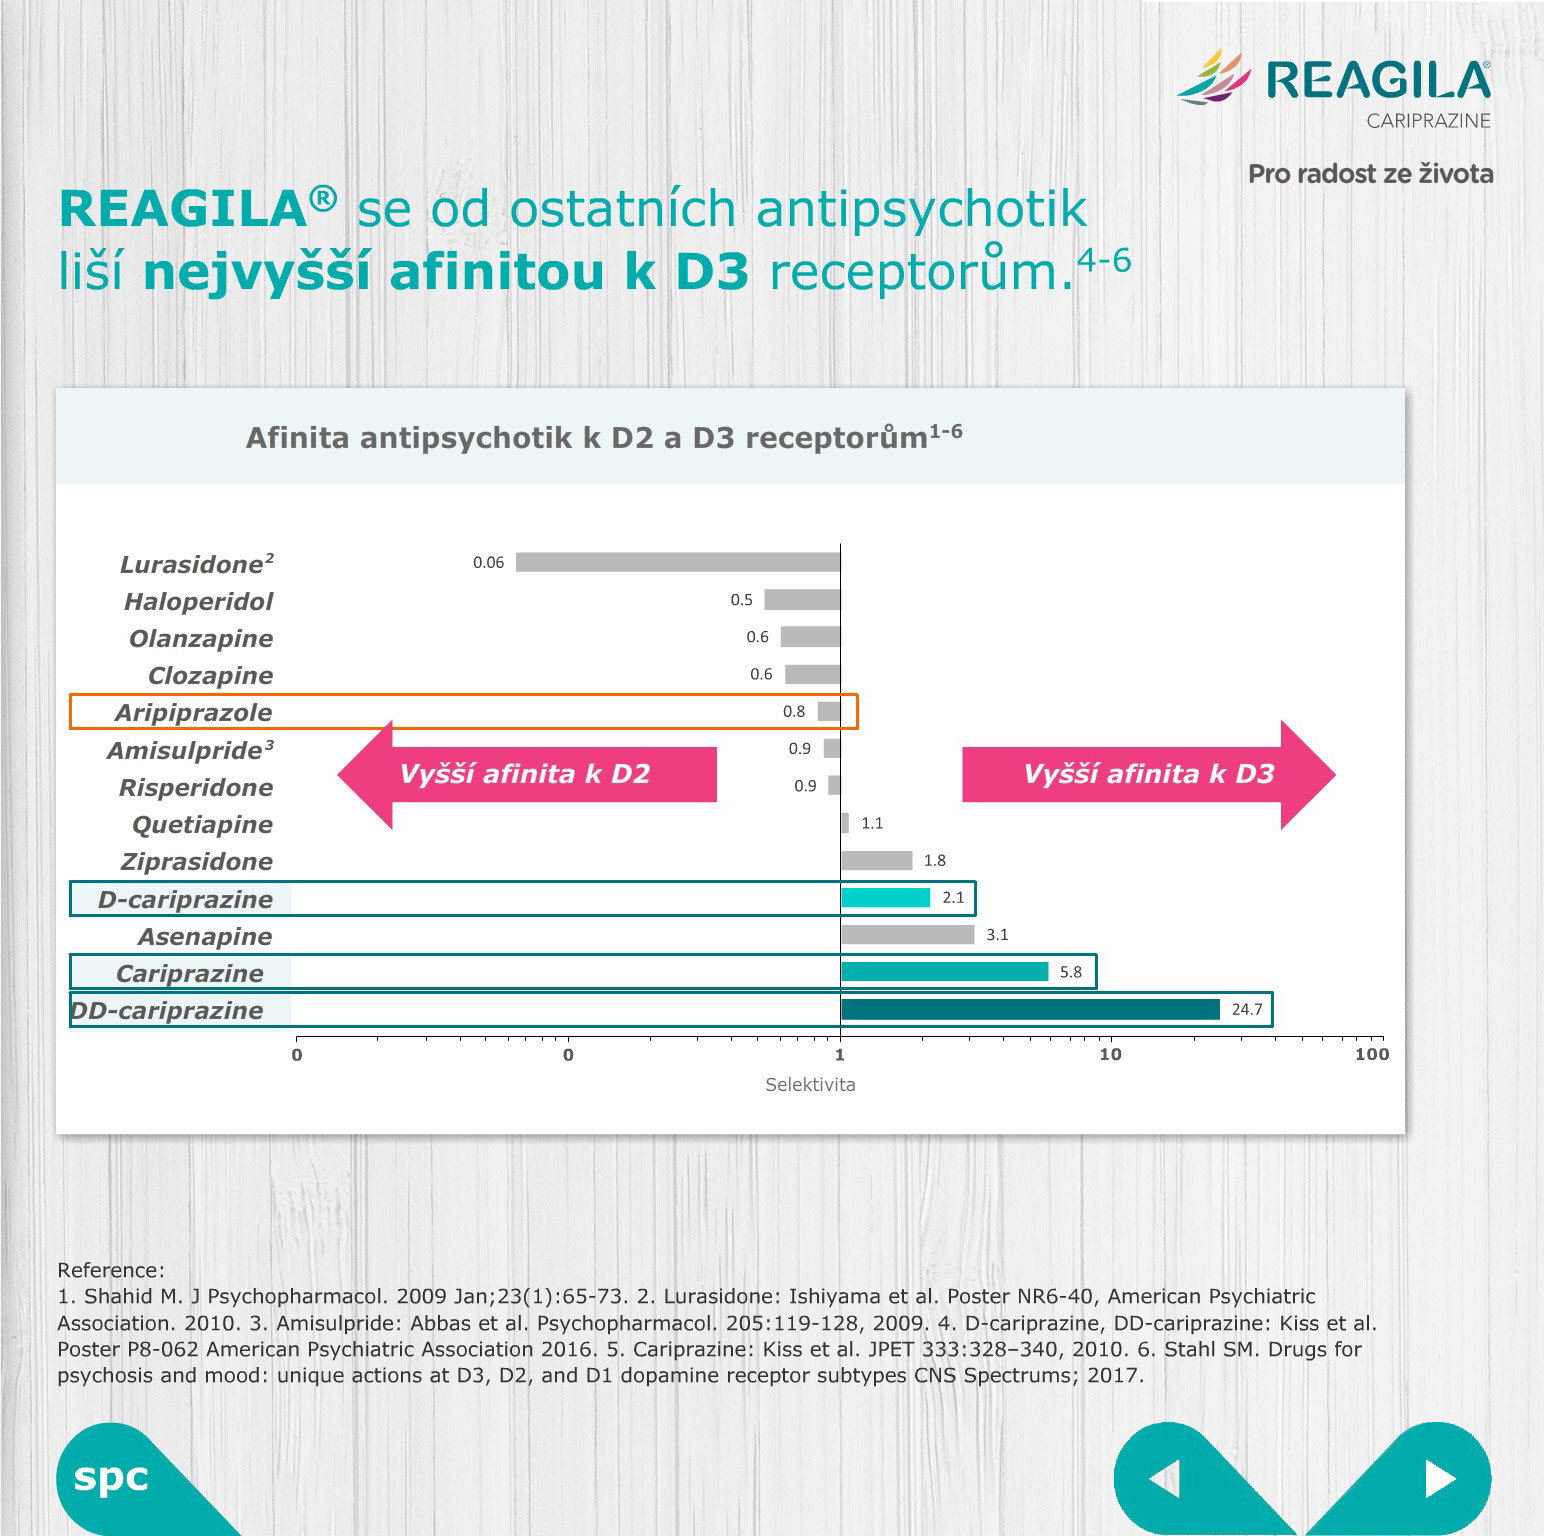 REAGILA®
CARIPRAZINE
Pro radost ze života
REAGILA® se od ostatních antipsychotik
liší nejvyšší afinitou k D3 receptorům.4-6
Afinita antipsychotik k D2 a D3 receptorům1-6
Lurasidone2 0.06
Haloperidol 0.5
Olanzapine 0.6
Clozapine 0.6
Aripiprazole 0.8
Amisulpride3 0.9
Vyšší afinita k D2 Vyšší afinita k D3
Risperidone 0.9
Quetiapine 1.1
Ziprasidone 1.8
D-cariprazine 2.1
Asenapine 3.1
Cariprazine 5.8
DD-cariprazine 24.7
0 0 1 10 100
Selektivita
Reference:
1. Shahid M. J Psychopharmacol. 2009 Jan;23(1):65-73. 2. Lurasidone: Ishiyama et al. Poster NR6-40, American Psychiatric
Association. 2010. 3. Amisulpride: Abbas et al. Psychopharmacol. 205:119-128, 2009. 4. D-cariprazine, DD-cariprazine: Kiss et al.
Poster P8-062 American Psychiatric Association 2016. 5. Cariprazine: Kiss et al. JPET 333:328–340, 2010. 6. Stahl SM. Drugs for
psychosis and mood: unique actions at D3, D2, and D1 dopamine receptor subtypes CNS Spectrums; 2017.
spc